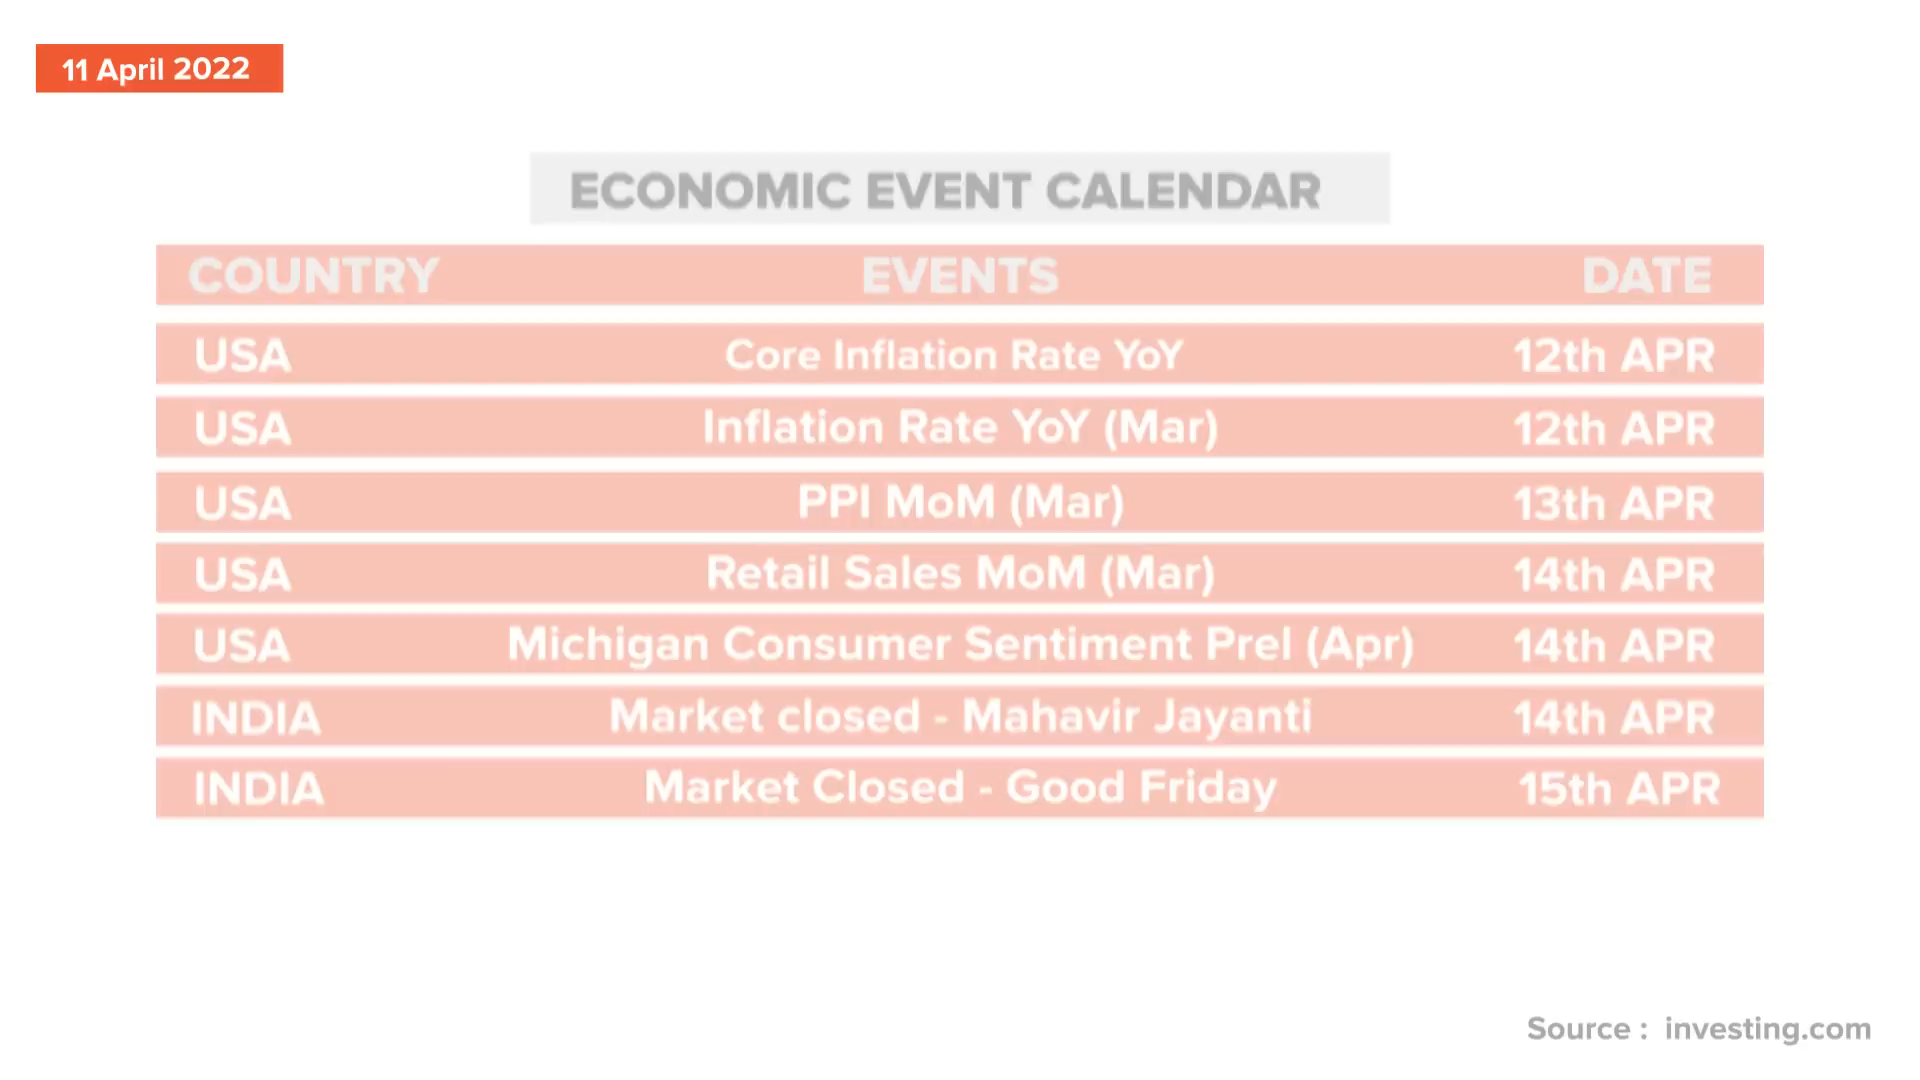 11 April 2022
ECONOMIC EVENT CALENDAR
COUNTRY EVENTS DATE
USA Core Inflation Rate YoY 12th APR
USA Inflation Rate YoY (Mar) 12th APR
USA PPI MoM (Mar) 13th APR
USA Retail Sales MoM (Mar) 14th APR
USA Michigan Consumer Sentiment Prel (Apr) 14th APR
INDIA Market closed - Mahavir Jayanti 14th APR
INDIA Market Closed - Good Friday 15th APR
Source : investing.com